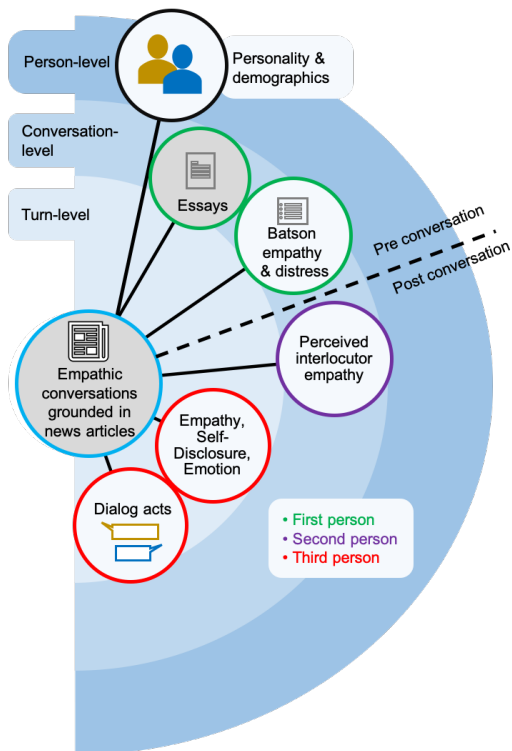 Person-level
Personality &
demographics
Conversation-
level
Essays
Turn-level
Batson
empathy
& distress
Pre conversation
Post conversation
Perceived
interlocutor
empathy
Empathic
conversations
grounded in
news articles
Empathy,
Self-
Disclosure,
Emotion
Dialog acts
• First person
• Second person
• Third person